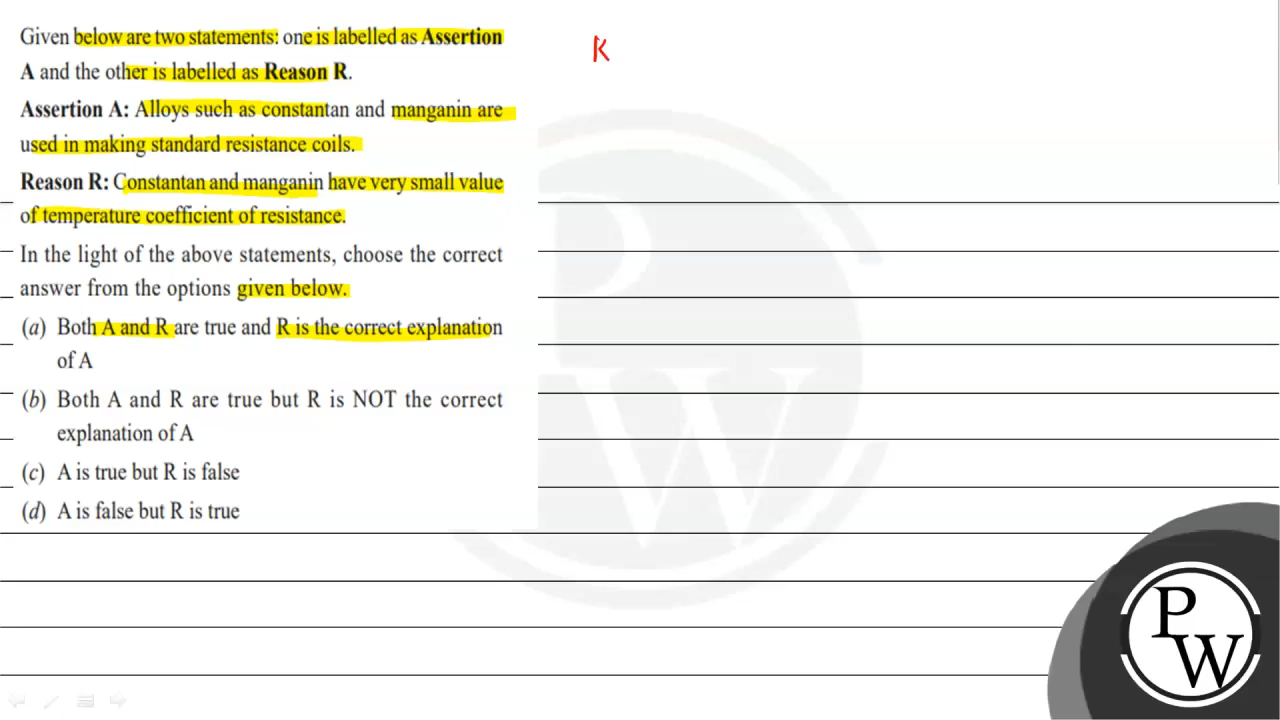 Given below are two statements: one is labelled as Assertion
A and the other is labelled as Reason R.
Assertion A: Alloys such as constantan and manganin are
used in making standard resistance coils.
Reason R: Constantan and manganin have very small value
of temperature coefficient of resistance.
In the light of the above statements, choose the correct
answer from the options given below.
(a) Both A and R are true and R is the correct explanation
of A
(b) Both A and R are true but R is NOT the correct
explanation of A
(c) A is true but R is false
(d) A is false but R is true
R
P
W
P
W